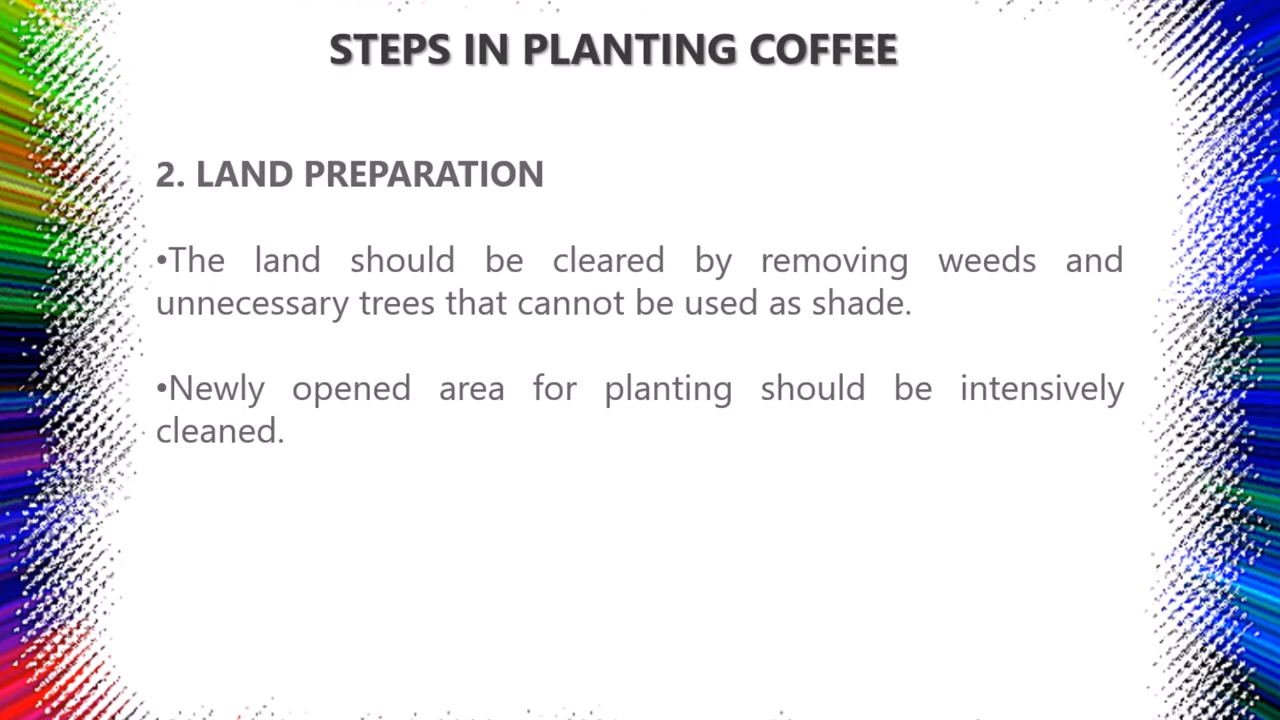 STEPS IN PLANTING COFFEE
2. LAND PREPARATION
•The land should be cleared by removing weeds and
unnecessary trees that cannot be used as shade.
•Newly opened area for planting should be intensively
cleaned.